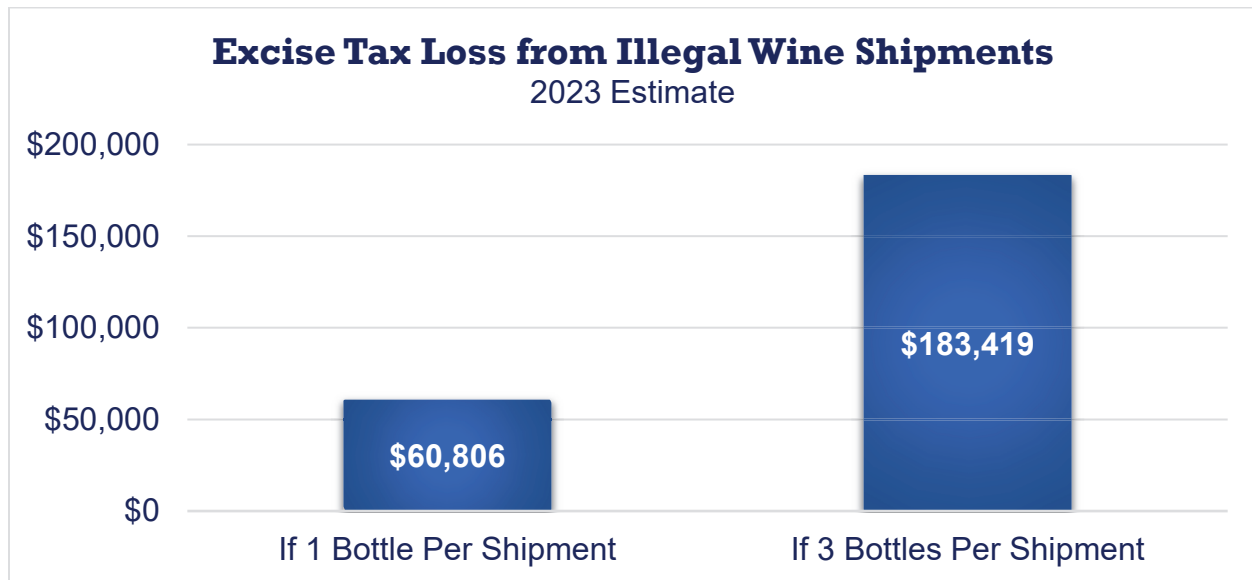 Excise Tax Loss from Illegal Wine Shipments
2023 Estimate
$200,000
$150,000
$100,000
$50,000
$0
$60,806
$183,419
If 1 Bottle Per Shipment
If 3 Bottles Per Shipment